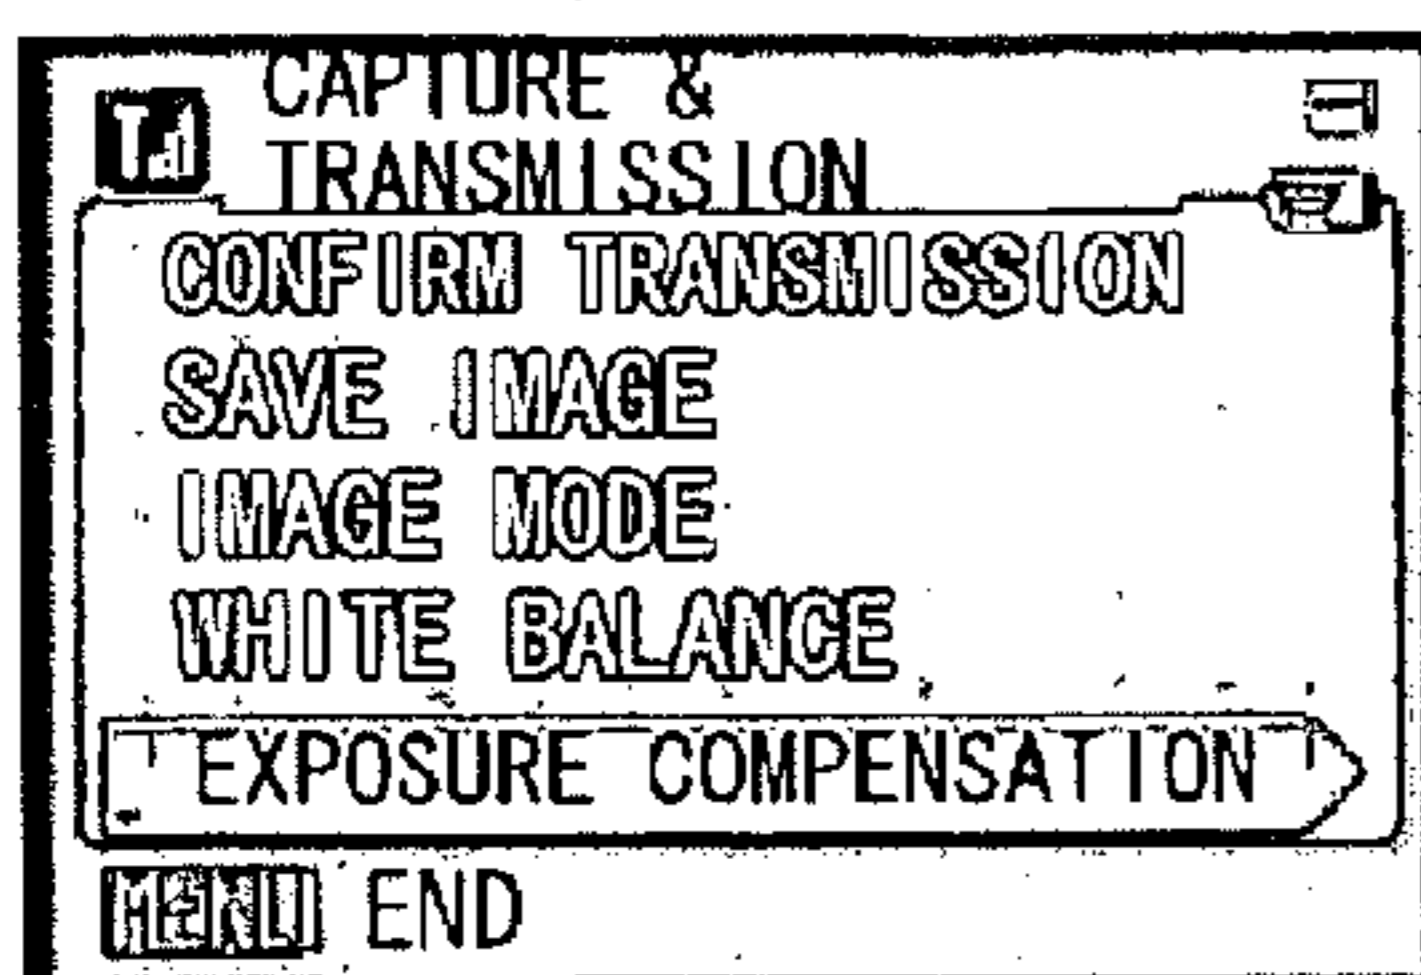 CAPTURE &
TRANSMISSION
CONFIRM TRANSMISSION
SAVE IMAGE
IMAGE MODE
WHITE BALANCE
EXPOSURE COMPENSATION
MENU END